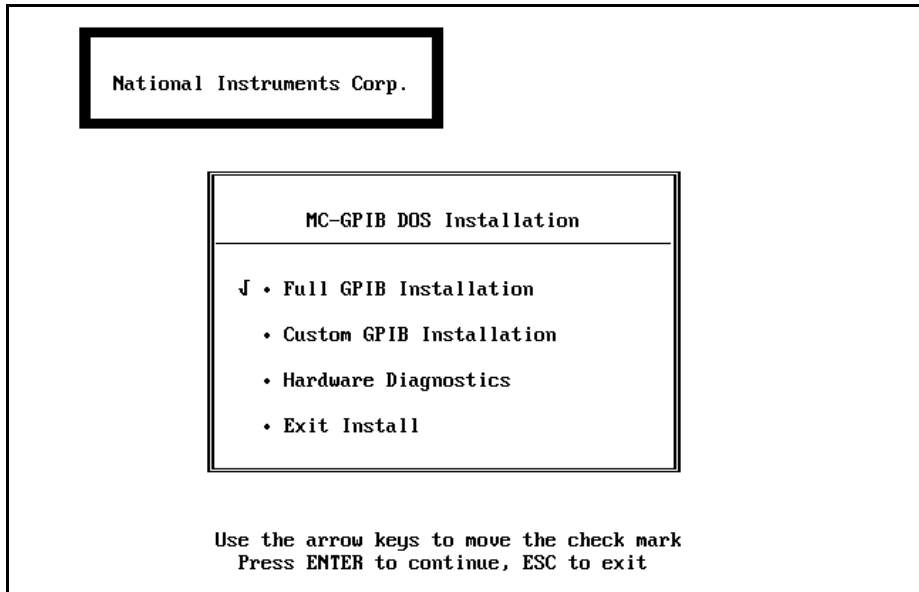 National Instruments Corp.
MC-GPIB DOS Installation
√ • Full GPIB Installation
• Custom GPIB Installation
• Hardware Diagnostics
• Exit Install
Use the arrow keys to move the check mark
Press ENTER to continue, ESC to exit